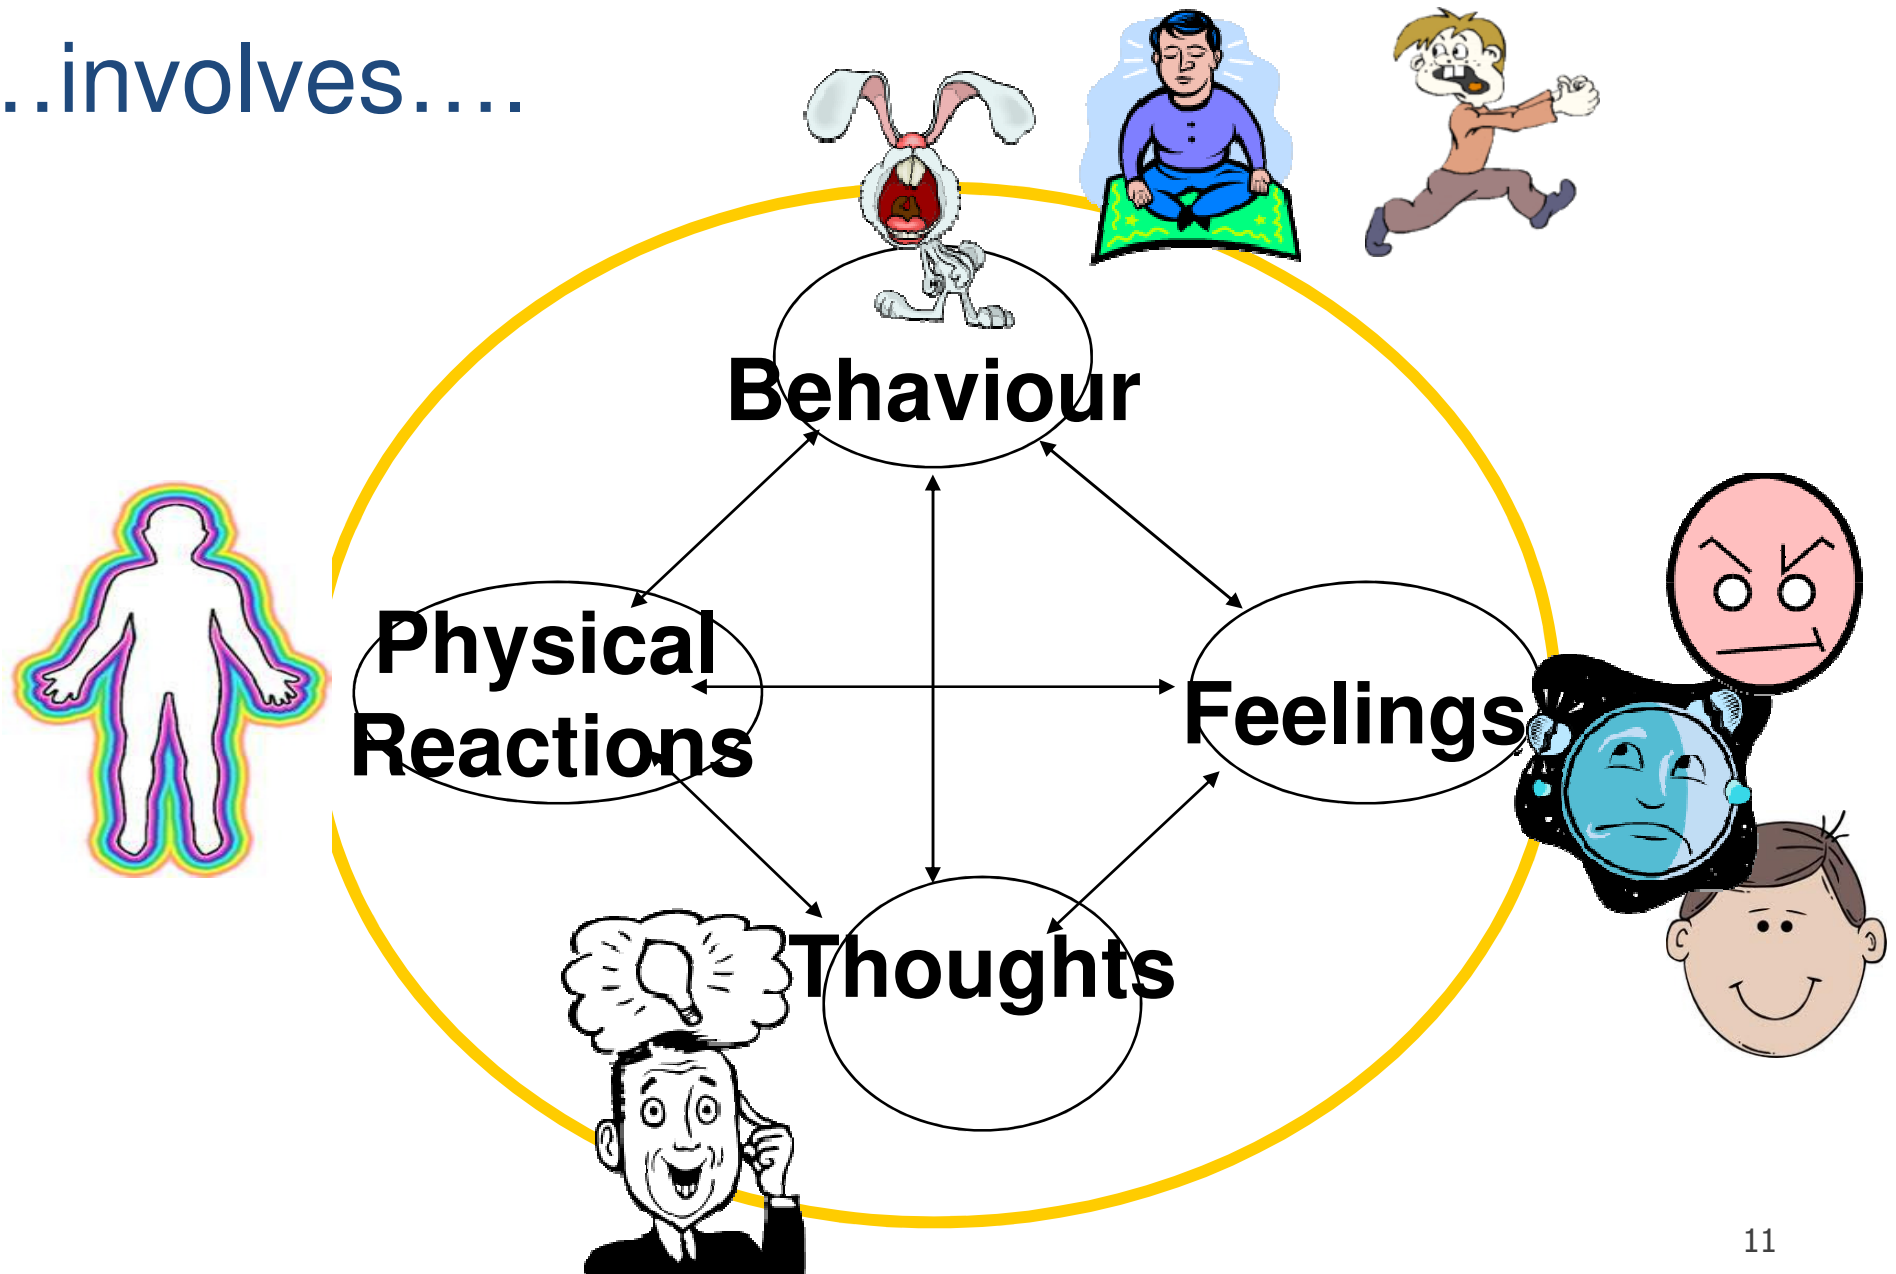 ..involves....
Behaviour
Physical
Reactions
Feelings
Thoughts
11